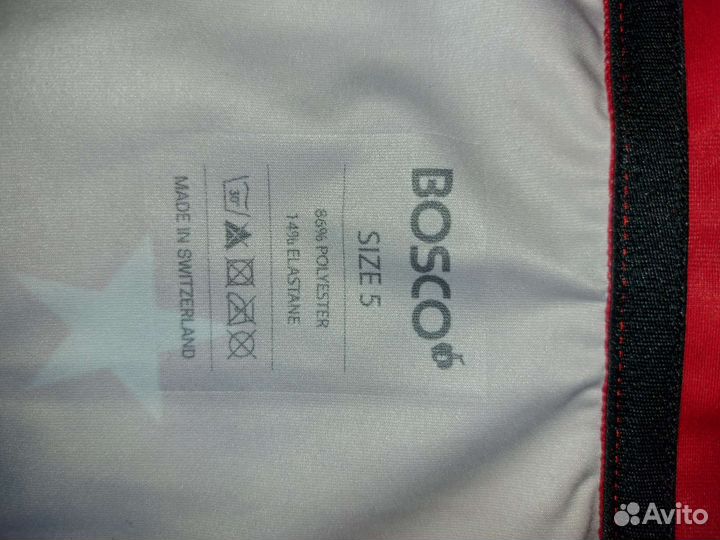 BOSCO
SIZE 5
86% POLYESTER
14% ELASTANE
30°
MADE IN SWITZERLAND
Avito